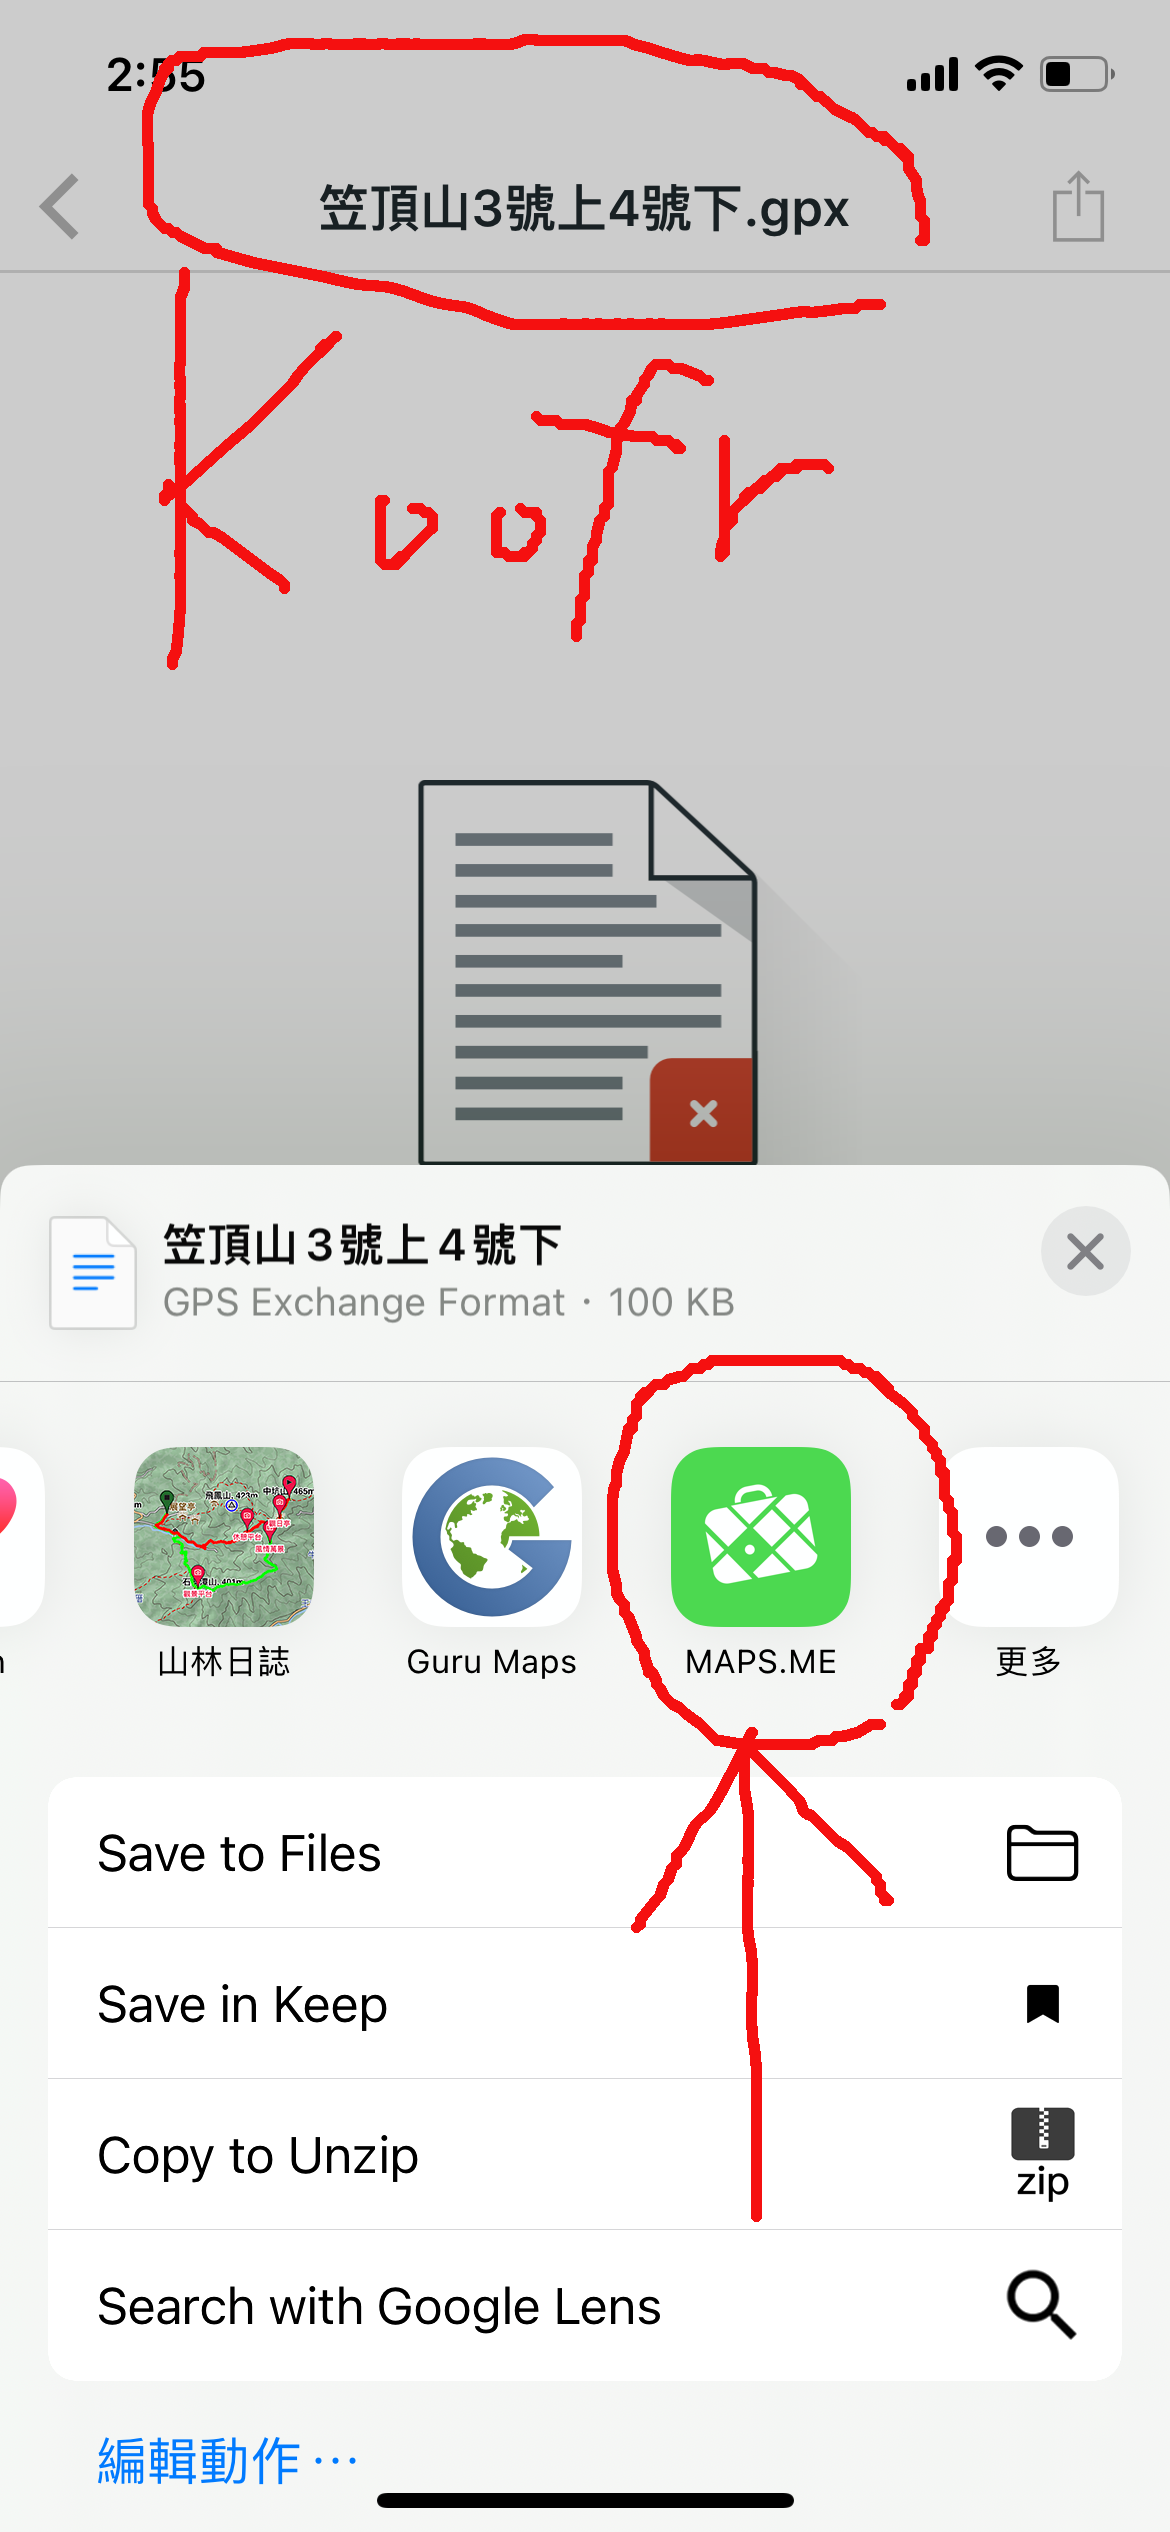 2:55
笠頂山3號上4號下.gpx
Koofr
笠頂山3號上4號下
GPS Exchange Format · 100 KB
山林日誌
Guru Maps
MAPS.ME
更多
Save to Files
Save in Keep
Copy to Unzip
zip
Search with Google Lens
編輯動作...